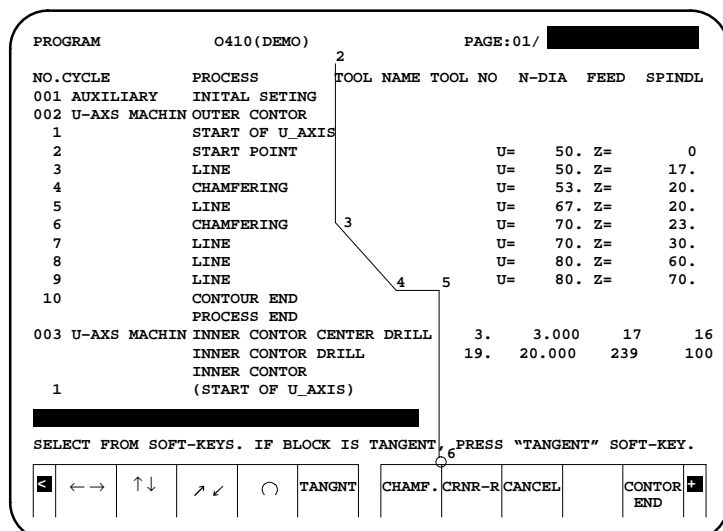 PROGRAM O410(DEMO) PAGE:01/
2
NO.CYCLE PROCESS TOOL NAME TOOL NO N-DIA FEED SPINDL
001 AUXILIARY INITAL SETING
002 U-AXS MACHIN OUTER CONTOR
1 START OF U_AXIS
2 START POINT U= 50. Z= 0
3 LINE U= 50. Z= 17.
4 CHAMFERING U= 53. Z= 20.
5 LINE U= 67. Z= 20.
6 CHAMFERING 3 U= 70. Z= 23.
7 LINE U= 70. Z= 30.
8 LINE U= 80. Z= 60.
9 LINE 4 5 U= 80. Z= 70.
10 CONTOUR END
PROCESS END
003 U-AXS MACHIN INNER CONTOR CENTER DRILL 3. 3.000 17 16
INNER CONTOR DRILL 19. 20.000 239 100
INNER CONTOR
1 (START OF U_AXIS)
SELECT FROM SOFT-KEYS. IF BLOCK IS TANGENT, PRESS “TANGENT” SOFT-KEY.
6
< ←→ ↑↓ ↗↙ TANGNT CHAMF. CRNR-R CANCEL CONTOR +
END